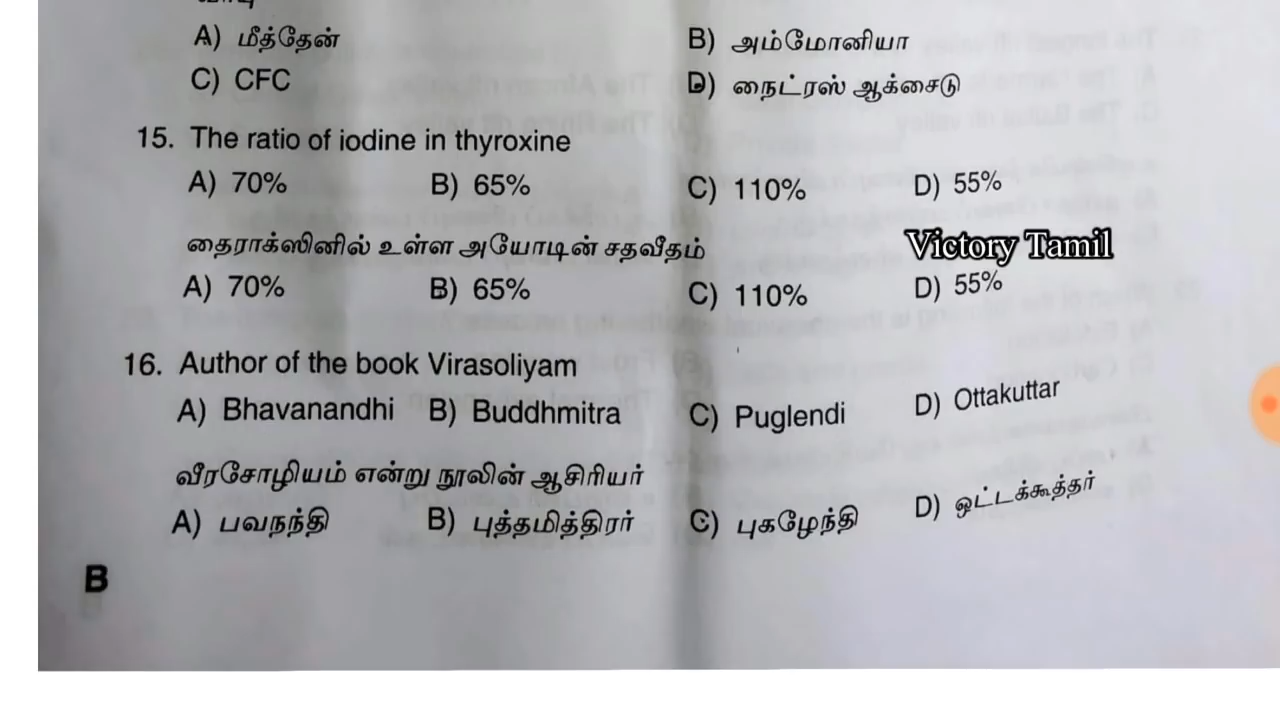 A) மீத்தேன் B) அம்மோனியா
C) CFC D) நைட்ரஸ் ஆக்சைடு
15. The ratio of iodine in thyroxine
A) 70% B) 65% C) 110% D) 55%
தைராக்ஸினில் உள்ள அயோடின் சதவீதம்
Victory Tamil
A) 70% B) 65% C) 110% D) 55%
16. Author of the book Virasoliyam
A) Bhavanandhi B) Buddhmitra C) Puglendi D) Ottakuttar
வீரசோழியம் என்று நூலின் ஆசிரியர்
A) பவநந்தி B) புத்தமித்திரர் C) புகழேந்தி D) ஒட்டக்கூத்தர்
B